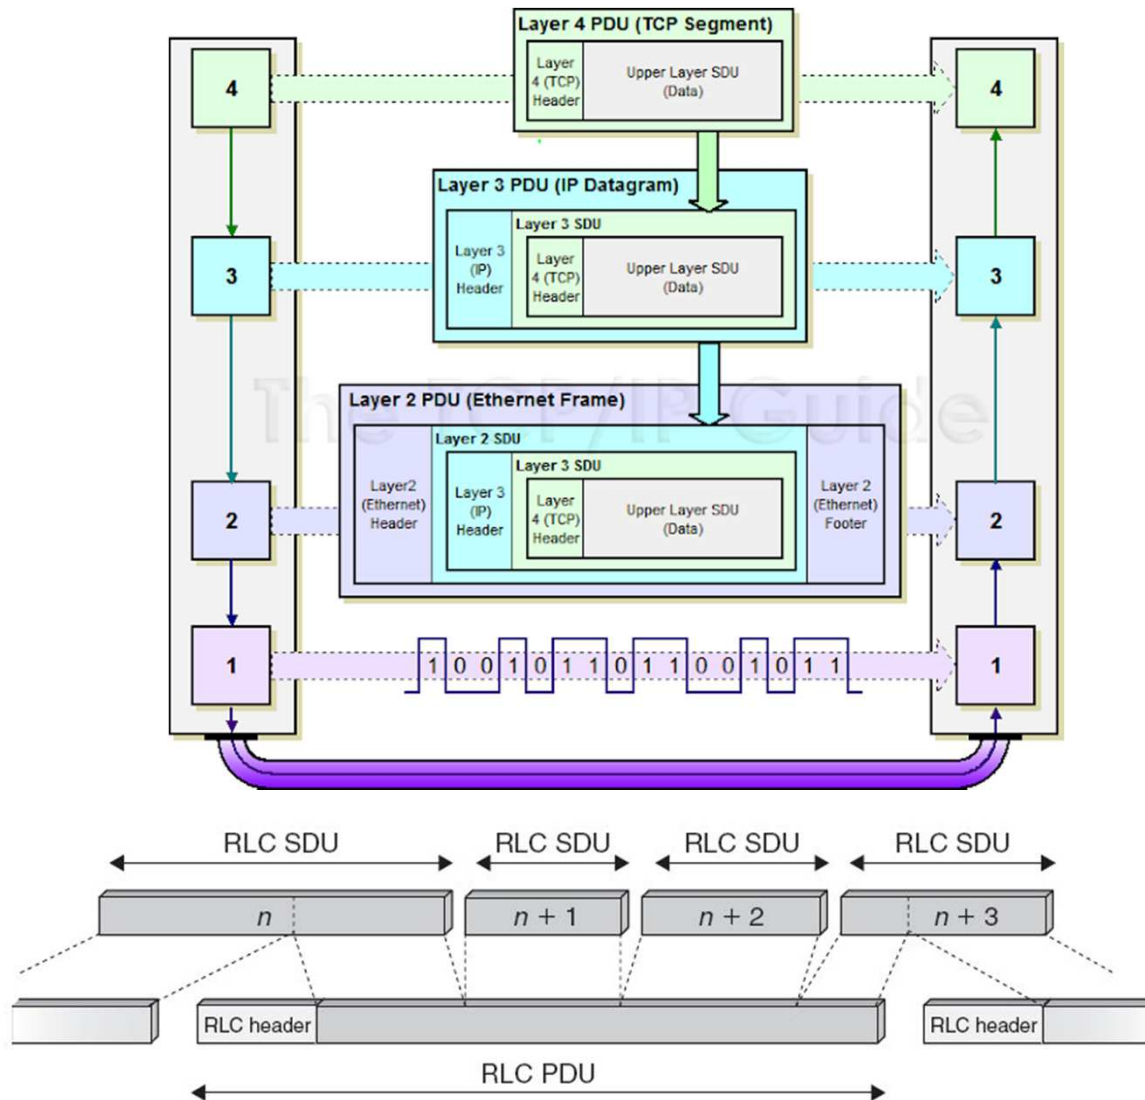 Layer 4 PDU (TCP Segment)
Layer
4 (TCP)
Header
Upper Layer SDU
(Data)
4
4
Layer 3 PDU (IP Datagram)
Layer 3 SDU
Layer 3
(IP)
Header
Layer
4 (TCP)
Header
Upper Layer SDU
(Data)
3
3
The TCP/IP Guide
Layer 2 PDU (Ethernet Frame)
Layer 2 SDU
Layer 3 SDU
Layer2
(Ethernet)
Header
Layer 3
(IP)
Header
Layer
4 (TCP)
Header
Upper Layer SDU
(Data)
Layer 2
(Ethernet)
Footer
2
2
1
1 0 0 1 0 1 1 0 1 1 0 0 1 0 1 1
1
RLC SDU RLC SDU RLC SDU RLC SDU
n n + 1 n + 2 n + 3
RLC header RLC header
RLC PDU